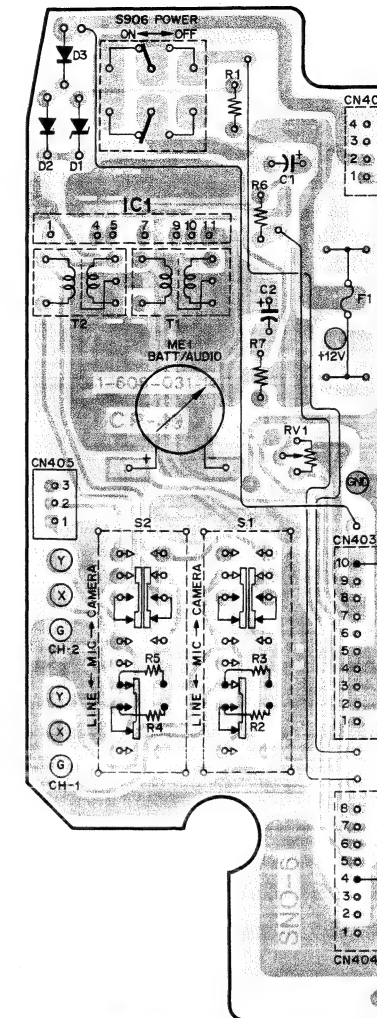 S906 POWER
ON OFF
D3
R1
CN40
4
3
2
1
D2 D1
C1
R6
IC1
1 4 5 7 9 10 11
T2 T1
C2
F1
ME1
BATT/AUDIO
R7
+12V
RV1
+ -
CN405
3
2
1
GND
S2 S1
CN403
10
9
8
7
6
5
4
3
2
1
Y
X
G
CH-2
LINE MIC CAMERA
LINE MIC CAMERA
R5 R3
R4 R2
Y
X
G
CH-1
8
7
6
5
4
3
2
1
SNO-6
CN404